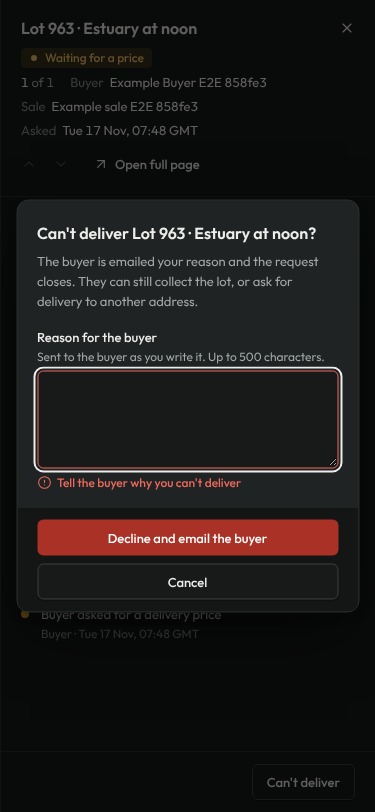 Lot 963 · Estuary at noon
Waiting for a price
1 of 1 Buyer Example Buyer E2E 858fe3
Sale Example sale E2E 858fe3
Asked Tue 17 Nov, 07:48 GMT
Open full page
Can't deliver Lot 963 · Estuary at noon?
The buyer is emailed your reason and the request
closes. They can still collect the lot, or ask for
delivery to another address.
Reason for the buyer
Sent to the buyer as you write it. Up to 500 characters.
Tell the buyer why you can't deliver
Decline and email the buyer
Cancel
Buyer asked for a delivery price
Buyer · Tue 17 Nov, 07:48 GMT
Can't deliver